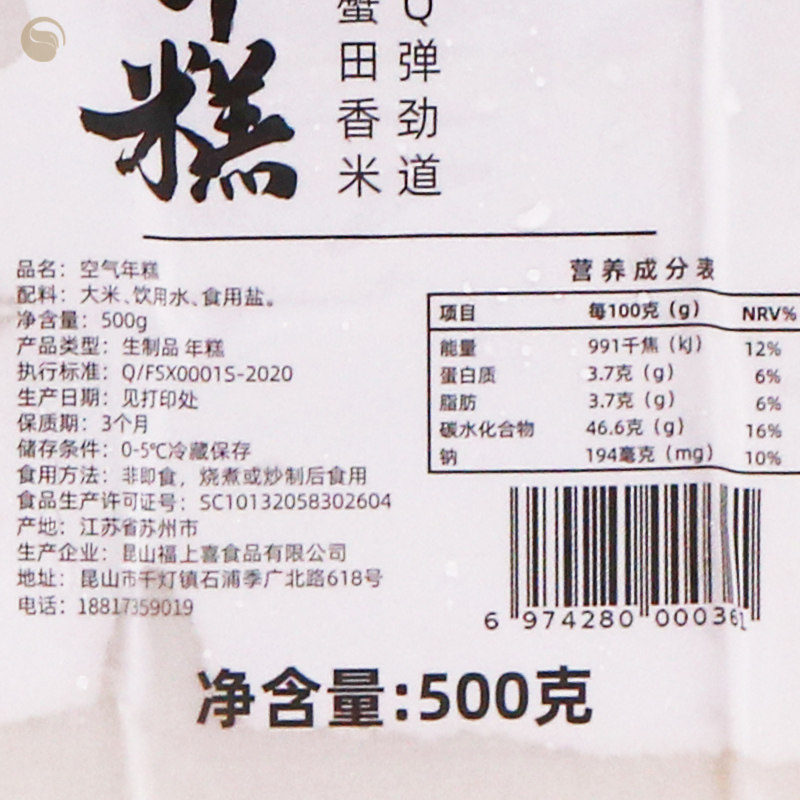 年糕
Q弹劲道
蟹田香米
品名：空气年糕
配料：大米、饮用水、食用盐。
净含量：500g
产品类型：生制品 年糕
执行标准：Q/FSX0001S-2020
生产日期：见打印处
保质期：3个月
储存条件：0-5℃冷藏保存
食用方法：非即食，烧煮或炒制后食用
食品生产许可证号：SC10132058302604
产地：江苏省苏州市
生产企业：昆山福上喜食品有限公司
地址：昆山市千灯镇石浦季广北路618号
电话：18817359019
营养成分表
项目 每100克（g） NRV%
能量 991千焦（kJ） 12%
蛋白质 3.7克（g） 6%
脂肪 3.7克（g） 6%
碳水化合物 46.6克（g） 16%
钠 194毫克（mg） 10%
6 974280 000361
净含量:500克